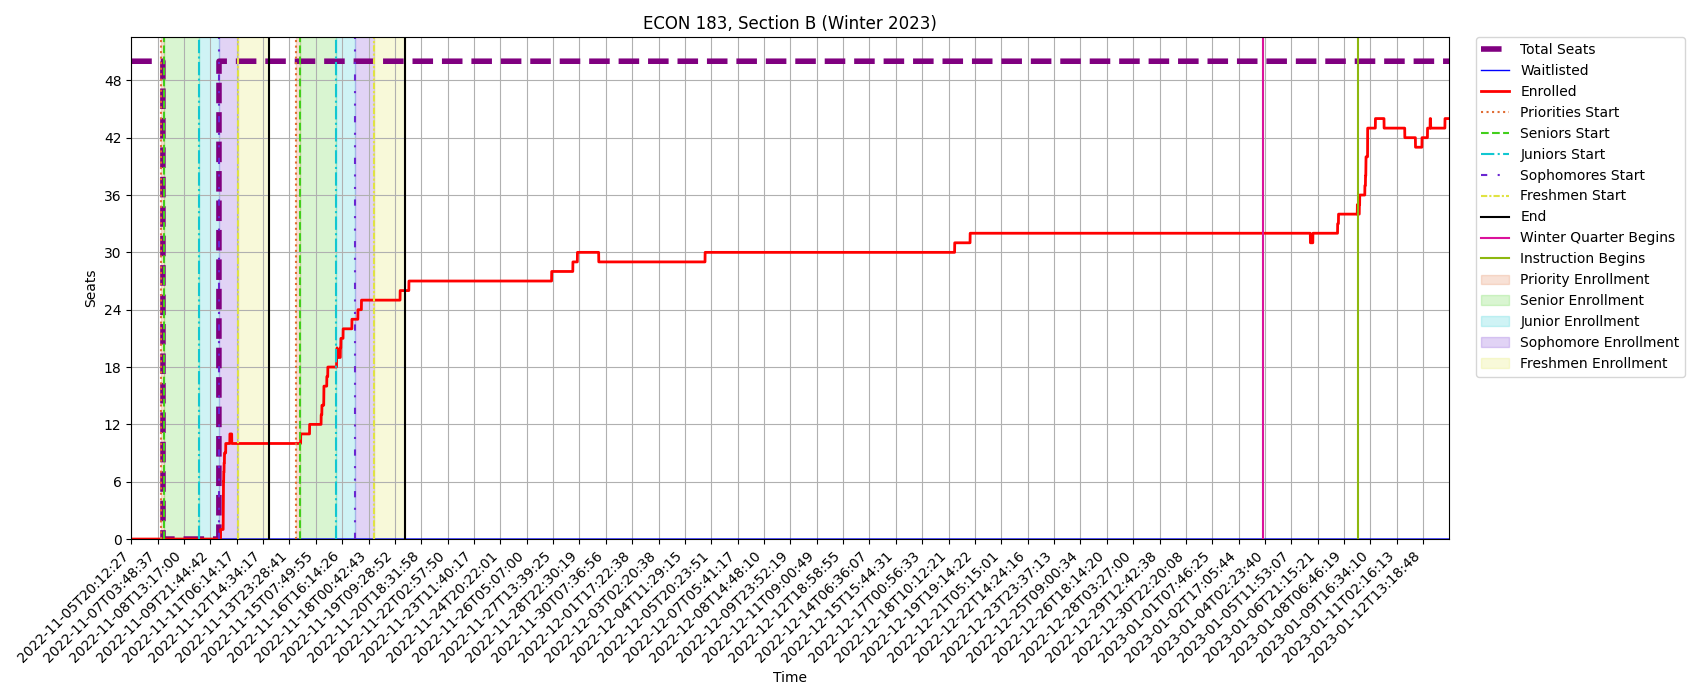 ECON 183, Section B (Winter 2023)
Total Seats
Waitlisted
Enrolled
Priorities Start
Seniors Start
Juniors Start
Sophomores Start
Freshmen Start
End
Winter Quarter Begins
Instruction Begins
Priority Enrollment
Senior Enrollment
Junior Enrollment
Sophomore Enrollment
Freshmen Enrollment
Seats
48
42
36
30
24
18
12
6
0
2022-11-05T20:12:27
2022-11-07T03:48:37
2022-11-08T13:17:00
2022-11-09T21:44:42
2022-11-11T06:14:17
2022-11-12T14:34:17
2022-11-13T23:28:41
2022-11-15T07:49:55
2022-11-16T16:14:26
2022-11-18T00:42:43
2022-11-19T09:28:52
2022-11-20T18:31:58
2022-11-22T02:57:50
2022-11-23T11:40:17
2022-11-24T20:22:01
2022-11-26T05:07:00
2022-11-27T13:39:25
2022-11-28T22:30:19
2022-11-30T07:36:56
2022-12-01T17:22:38
2022-12-03T02:20:38
2022-12-04T11:29:15
2022-12-05T20:23:51
2022-12-07T05:41:17
2022-12-08T14:48:10
2022-12-09T23:52:19
2022-12-11T09:00:49
2022-12-12T18:58:55
2022-12-14T06:36:07
2022-12-15T15:44:31
2022-12-17T00:56:33
2022-12-18T10:12:21
2022-12-19T19:14:22
2022-12-21T05:15:01
2022-12-22T14:24:16
2022-12-23T23:37:13
2022-12-25T09:00:34
2022-12-26T18:14:20
2022-12-28T03:27:00
2022-12-29T12:42:38
2022-12-30T22:20:08
2023-01-01T07:46:25
2023-01-02T17:05:44
2023-01-04T02:23:40
2023-01-05T11:53:07
2023-01-06T21:15:21
2023-01-08T06:46:19
2023-01-09T16:34:10
2023-01-11T02:16:13
2023-01-12T13:18:48
Time